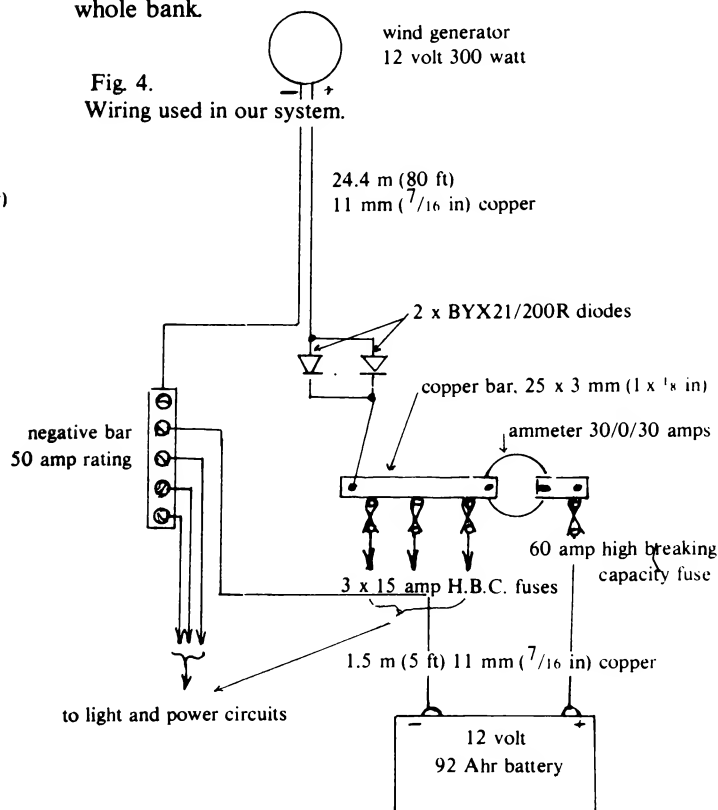 whole bank.
wind generator
12 volt 300 watt
− +
Fig. 4.
Wiring used in our system.
24.4 m (80 ft)
11 mm (7/16 in) copper
)
2 x BYX21/200R diodes
copper bar, 25 x 3 mm (1 x 1/8 in)
ammeter 30/0/30 amps
negative bar
50 amp rating
60 amp high breaking
capacity fuse
3 x 15 amp H.B.C. fuses
1.5 m (5 ft) 11 mm (7/16 in) copper
to light and power circuits
− +
12 volt
92 Ahr battery